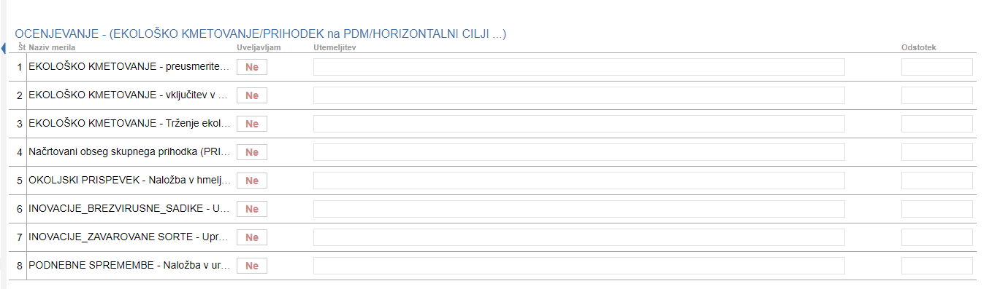 OCENJEVANJE - (EKOLOŠKO KMETOVANJE/PRIHODEK na PDM/HORIZONTALNI CILJI ...)
Št Naziv merila Uveljavljam Utemeljitev Odstotek
1 EKOLOŠKO KMETOVANJE - preusmerite... Ne
2 EKOLOŠKO KMETOVANJE - vključitev v ... Ne
3 EKOLOŠKO KMETOVANJE - Trženje ekol... Ne
4 Načrtovani obseg skupnega prihodka (PRI... Ne
5 OKOLJSKI PRISPEVEK - Naložba v hmelj... Ne
6 INOVACIJE_BREZVIRUSNE_SADIKE - U... Ne
7 INOVACIJE_ZAVAROVANE SORTE - Upr... Ne
8 PODNEBNE SPREMEMBE - Naložba v ur... Ne